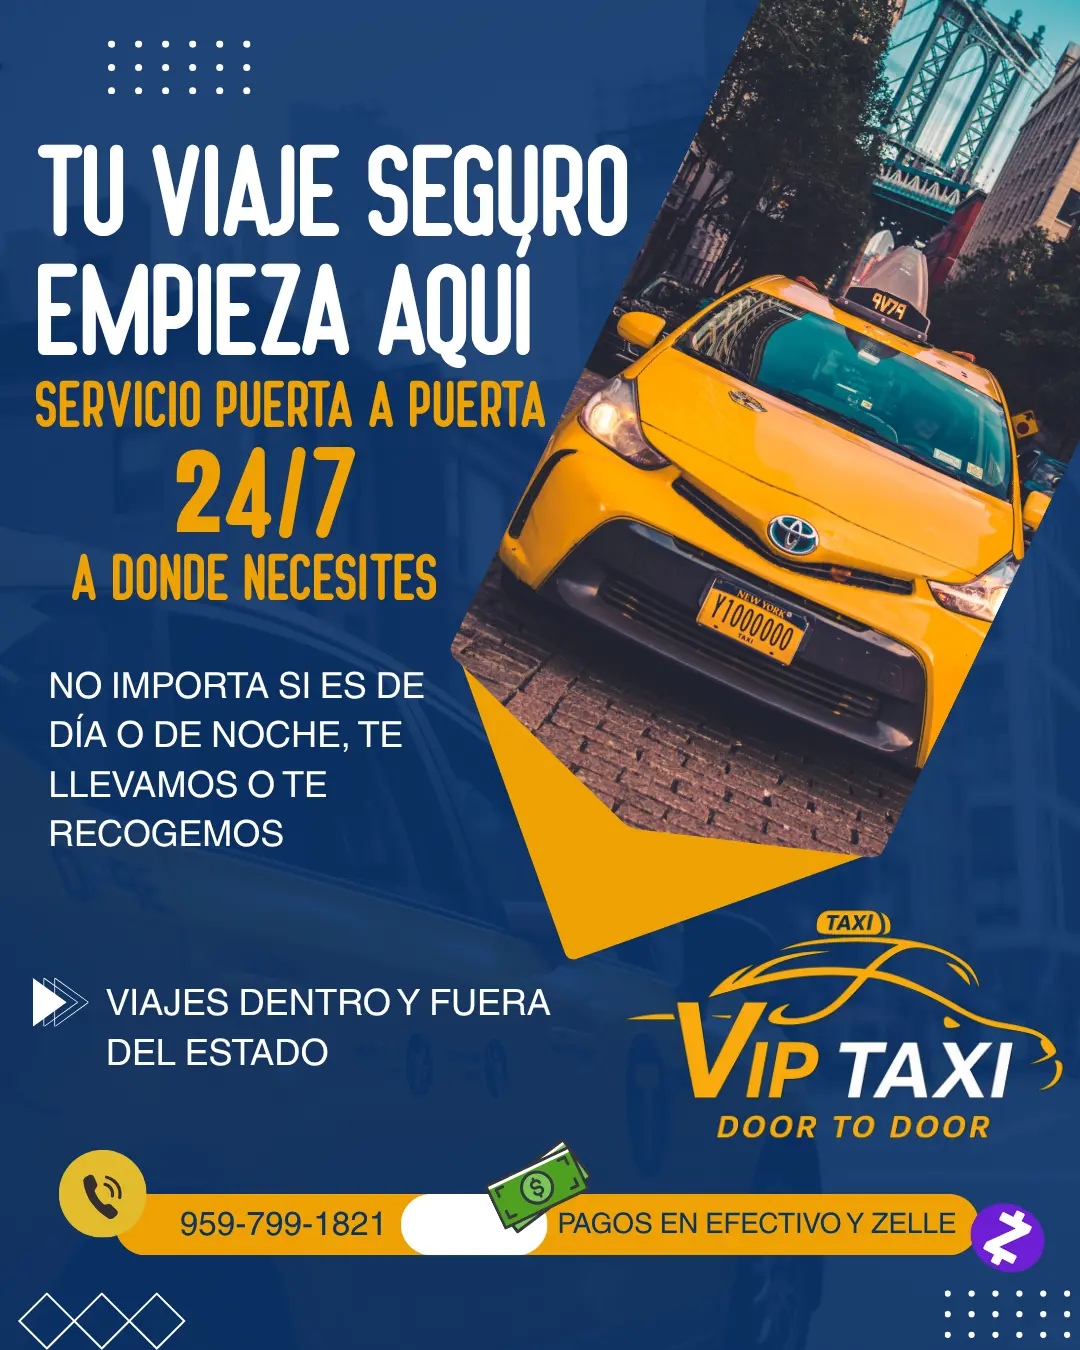 TU VIAJE SEGURO
EMPIEZA AQUÍ
SERVICIO PUERTA A PUERTA
24/7
A DONDE NECESITES
NO IMPORTA SI ES DE
DÍA O DE NOCHE, TE
LLEVAMOS O TE
RECOGEMOS
VIAJES DENTRO Y FUERA
DEL ESTADO
9V79
NEW YORK
Y1000000
TAXI
TAXI
VIP TAXI
DOOR TO DOOR
959-799-1821
PAGOS EN EFECTIVO Y ZELLE